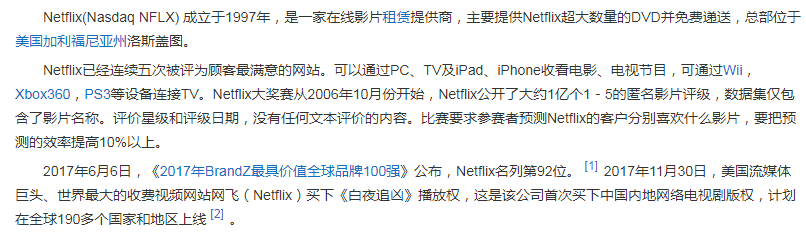 Netflix(Nasdaq NFLX) 成立于1997年，是一家在线影片租赁提供商，主要提供Netflix超大数量的DVD并免费递送，总部位于
美国加利福尼亚州洛斯盖图。
Netflix已经连续五次被评为顾客最满意的网站。可以通过PC、TV及iPad、iPhone收看电影、电视节目，可通过Wii，
Xbox360，PS3等设备连接TV。Netflix大奖赛从2006年10月份开始，Netflix公开了大约1亿个1－5的匿名影片评级，数据集仅包
含了影片名称。评价星级和评级日期，没有任何文本评价的内容。比赛要求参赛者预测Netflix的客户分别喜欢什么影片，要把预
测的效率提高10%以上。
2017年6月6日，《2017年BrandZ最具价值全球品牌100强》公布，Netflix名列第92位。 [1] 2017年11月30日，美国流媒体
巨头、世界最大的收费视频网站网飞（Netflix）买下《白夜追凶》播放权，这是该公司首次买下中国内地网络电视剧版权，计划
在全球190多个国家和地区上线 [2] 。